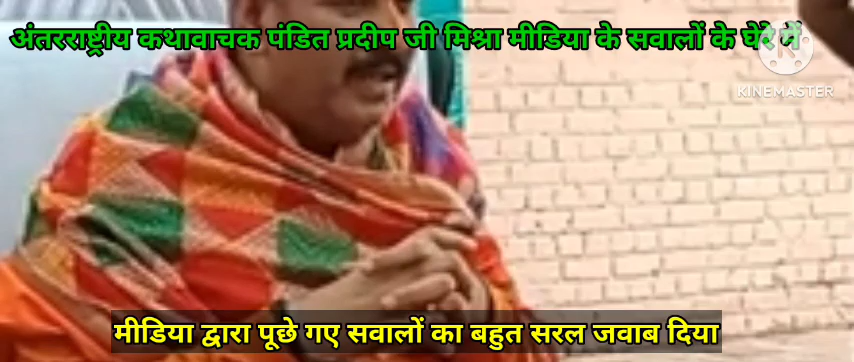 अंतरराष्ट्रीय कथावाचक पंडित प्रदीप जी मिश्रा मीडिया के सवालों के घेरे में
KINEMASTER
मीडिया द्वारा पूछे गए सवालों का बहुत सरल जवाब दिया